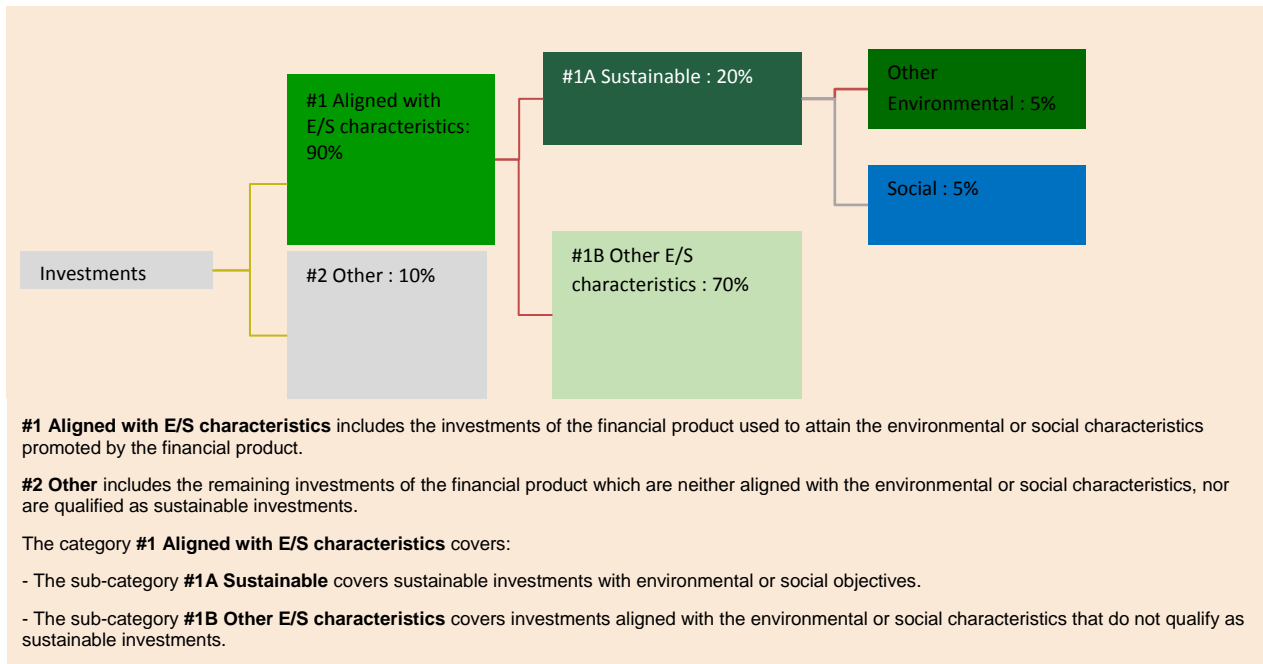 #1A Sustainable : 20%
Other
Environmental : 5%
#1 Aligned with
E/S characteristics:
90%
Social : 5%
#1B Other E/S
characteristics : 70%
Investments
#2 Other : 10%
#1 Aligned with E/S characteristics includes the investments of the financial product used to attain the environmental or social characteristics
promoted by the financial product.
#2 Other includes the remaining investments of the financial product which are neither aligned with the environmental or social characteristics, nor
are qualified as sustainable investments.
The category #1 Aligned with E/S characteristics covers:
- The sub-category #1A Sustainable covers sustainable investments with environmental or social objectives.
- The sub-category #1B Other E/S characteristics covers investments aligned with the environmental or social characteristics that do not qualify as
sustainable investments.